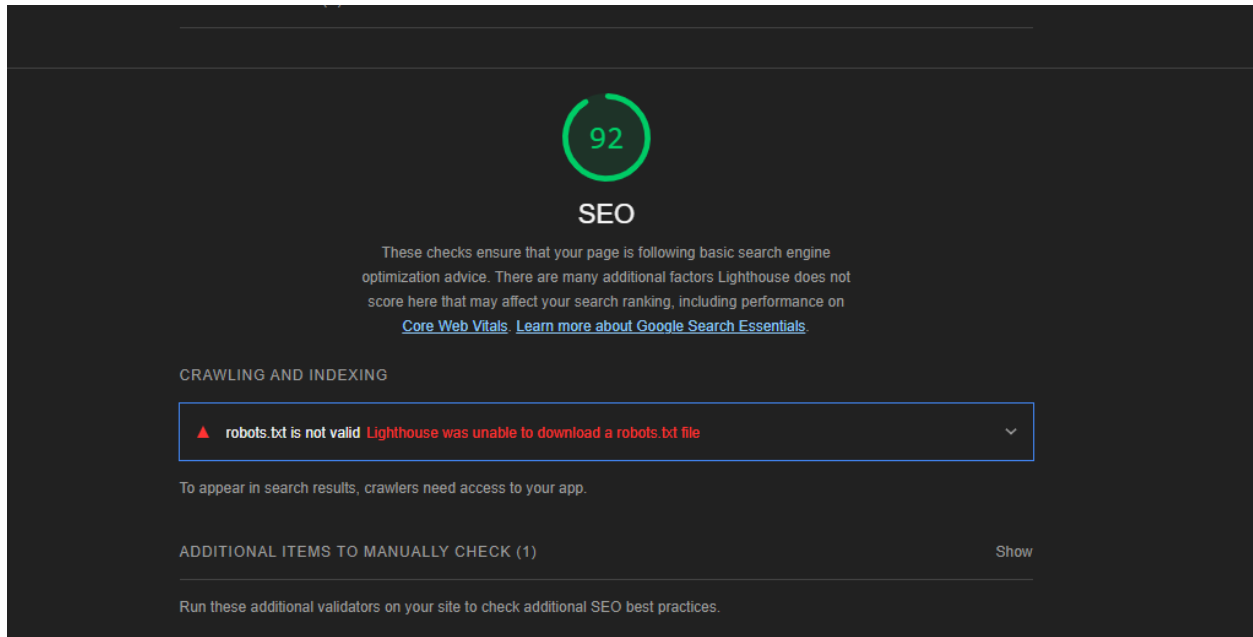 92
SEO
These checks ensure that your page is following basic search engine
optimization advice. There are many additional factors Lighthouse does not
score here that may affect your search ranking, including performance on
Core Web Vitals. Learn more about Google Search Essentials.
CRAWLING AND INDEXING
robots.txt is not valid Lighthouse was unable to download a robots.txt file
To appear in search results, crawlers need access to your app.
ADDITIONAL ITEMS TO MANUALLY CHECK (1) Show
Run these additional validators on your site to check additional SEO best practices.